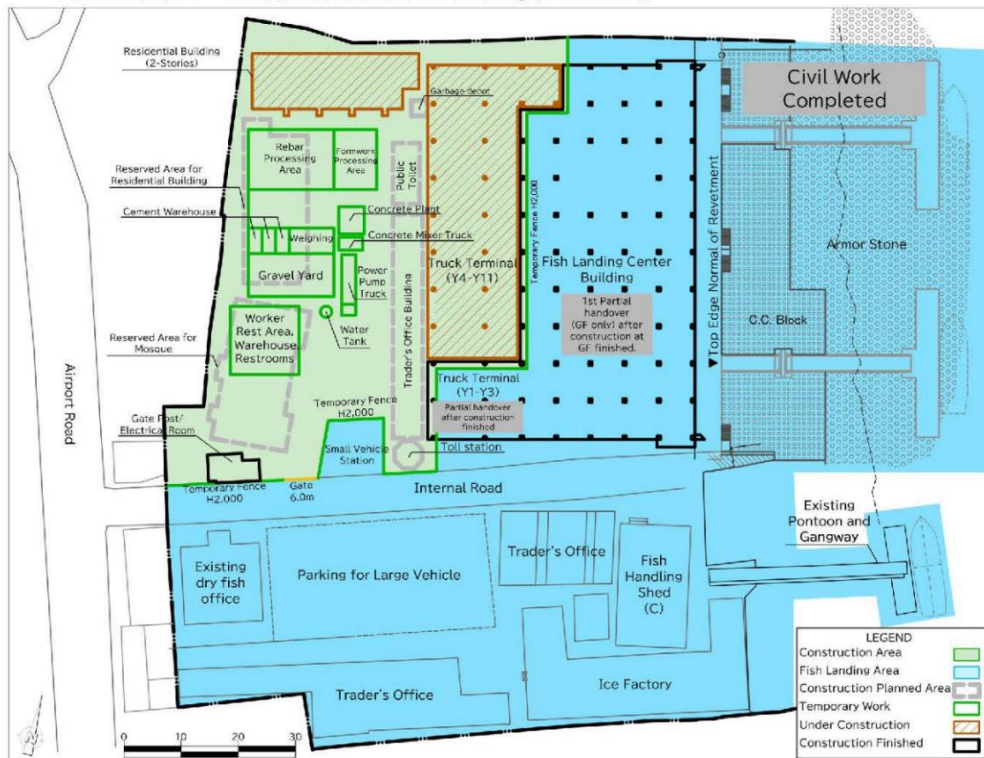 Residential Building
(2-Stories)
Garbage depot
Civil Work
Completed
Rebar
Processing
Area
Formwork
Processing
Area
Public
Toilet
Reserved Area for
Residential Building
Cement Warehouse
Weighing
Concrete Plant
Concrete Mixer Truck
Gravel Yard
Power
Pump
Truck
Truck Terminal
(Y4-Y11)
Temporary Fence H2,000
Fish Landing Center
Building
1st Partial
handover
(GF only) after
construction at
GF finished.
▼Top Edge Normal of Revetment
Armor Stone
C.C. Block
Worker
Rest Area,
Warehouse,
Restrooms
Water
Tank
Trader's Office Building
Reserved Area for
Mosque
Airport Road
Truck Terminal
(Y1-Y3)
Partial handover
after construction
finished
Temporary Fence
H2,000
Gate Post/
Electrical Room
Small Vehicle
Station
Toll station
Temporary Fence
H2,000
Gate
6.0m
Internal Road
Existing
Pontoon and
Gangway
Existing
dry fish
office
Parking for Large Vehicle
Trader's Office
Fish
Handling
Shed
(C)
Trader's Office
Ice Factory
LEGEND
Construction Area
Fish Landing Area
Construction Planned Area
Temporary Work
Under Construction
Construction Finished
0 10 20 30